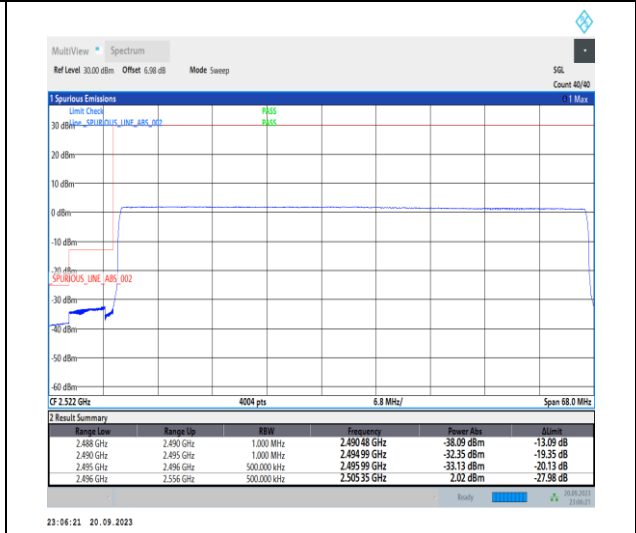 MultiView Spectrum
Ref Level 30.00 dBm Offset 6.98 dB Mode Sweep SGL
Count 40/40
1 Spurious Emissions 1 Max
Limit Check PASS
30 dBm Line _SPURIOUS_LINE_ABS_002 PASS
20 dBm
10 dBm
0 dBm
-10 dBm
-20 dBm
_SPURIOUS_LINE_ABS_002
-30 dBm
-40 dBm
-50 dBm
-60 dBm
CF 2.522 GHz 4004 pts 6.8 MHz/ Span 68.0 MHz
2 Result Summary
Range Low Range Up RBW Frequency Power Abs ΔLimit
2.488 GHz 2.490 GHz 1.000 MHz 2.490 48 GHz -38.09 dBm -13.09 dB
2.490 GHz 2.495 GHz 1.000 MHz 2.494 99 GHz -32.35 dBm -19.35 dB
2.495 GHz 2.496 GHz 500.000 kHz 2.495 99 GHz -33.13 dBm -20.13 dB
2.496 GHz 2.556 GHz 500.000 kHz 2.505 35 GHz 2.02 dBm -27.98 dB
Ready
23:06:21
23:06:21 20.09.2023